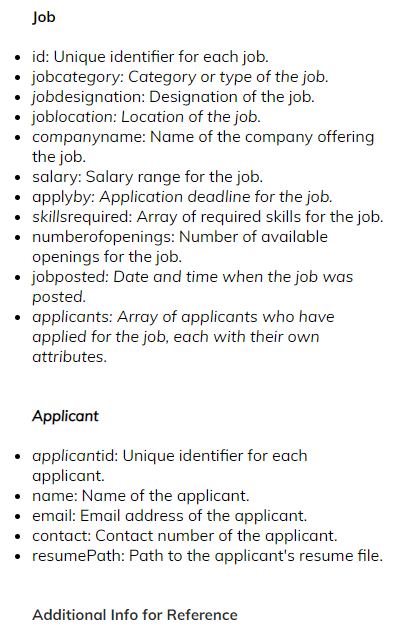 Job
id: Unique identifier for each job.
jobcategory: Category or type of the job.
jobdesignation: Designation of the job.
joblocation: Location of the job.
companyname: Name of the company offering
the job.
salary: Salary range for the job.
applyby: Application deadline for the job.
skillsrequired: Array of required skills for the job.
numberofopenings: Number of available
openings for the job.
jobposted: Date and time when the job was
posted.
applicants: Array of applicants who have
applied for the job, each with their own
attributes.
Applicant
applicantid: Unique identifier for each
applicant.
name: Name of the applicant.
email: Email address of the applicant.
contact: Contact number of the applicant.
resumePath: Path to the applicant's resume file.
Additional Info for Reference